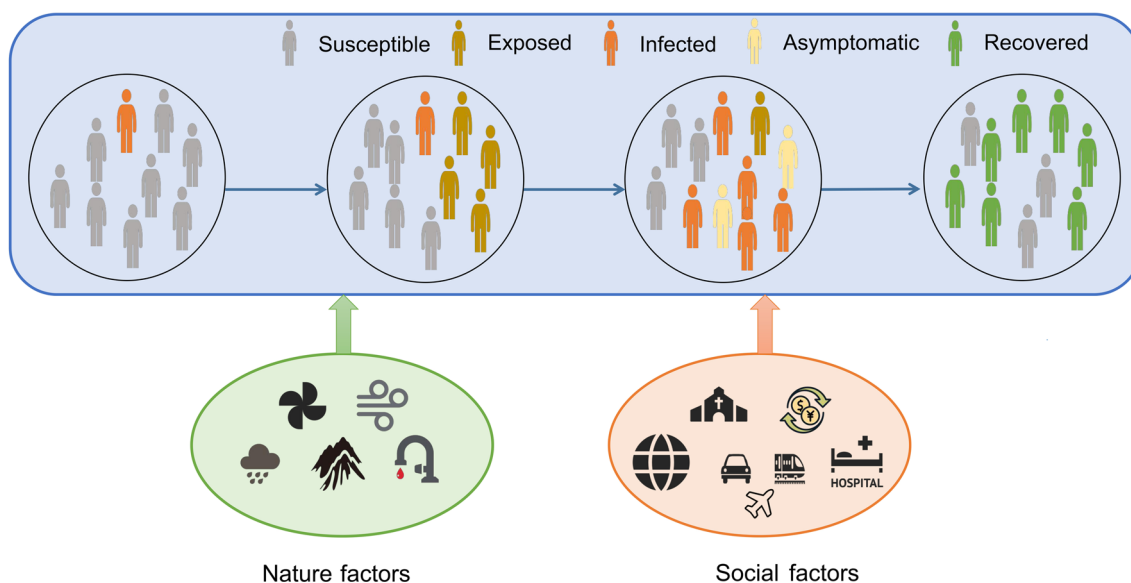 Susceptible Exposed Infected Asymptomatic Recovered
$
¥
HOSPITAL
Nature factors
Social factors